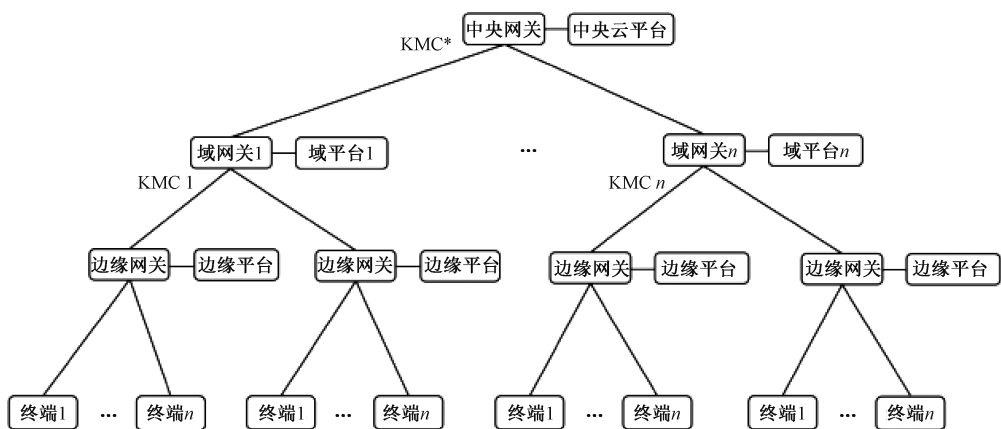 中央网关 中央云平台
KMC*
域网关1 域平台1 ... 域网关n 域平台n
KMC 1 KMC n
边缘网关 边缘平台 边缘网关 边缘平台 边缘网关 边缘平台 边缘网关 边缘平台
终端1 ... 终端n 终端1 ... 终端n 终端1 ... 终端n 终端1 ... 终端n